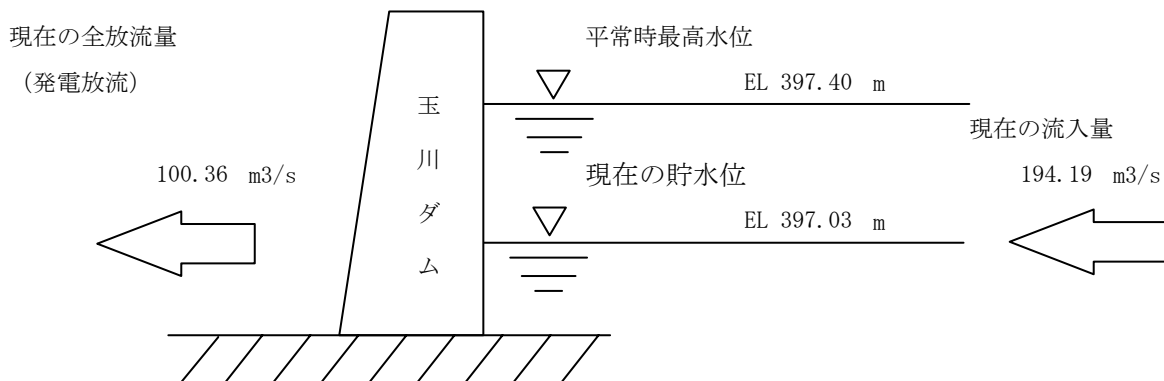 現在の全放流量
（発電放流）
100.36 m3/s
玉川ダム
平常時最高水位
EL 397.40 m
現在の貯水位
EL 397.03 m
現在の流入量
194.19 m3/s